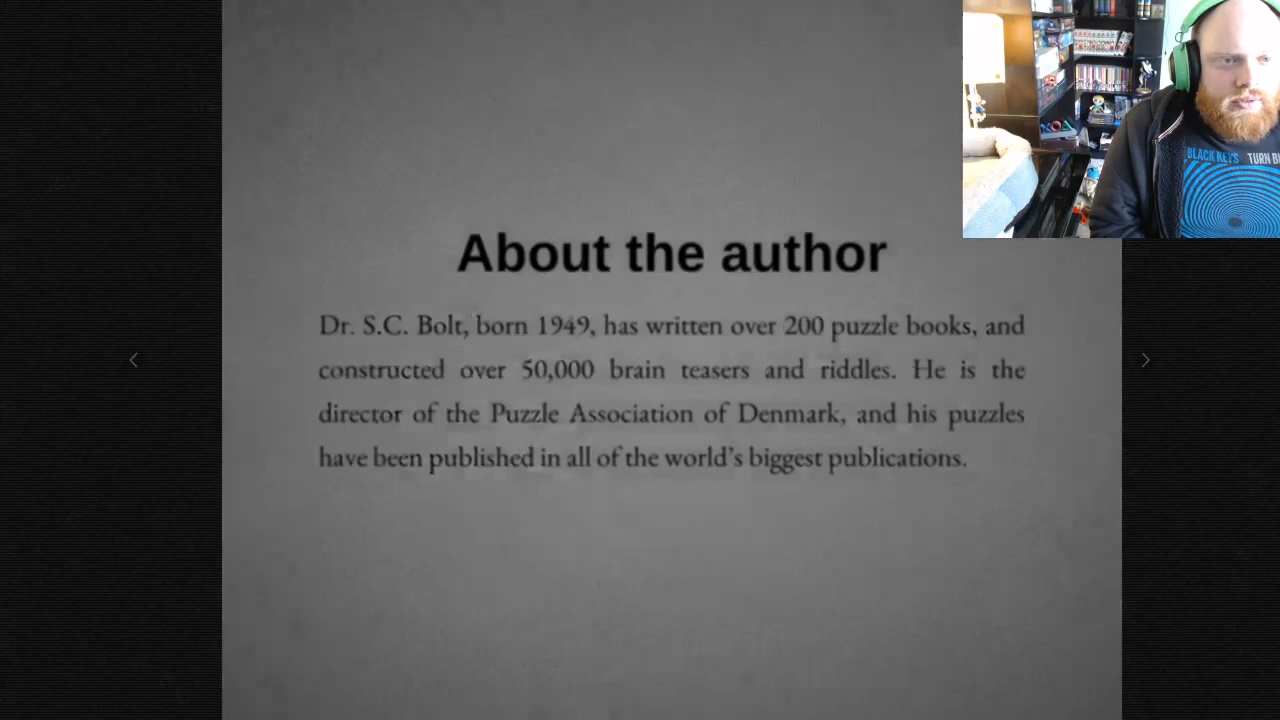 About the author
Dr. S.C. Bolt, born 1949, has written over 200 puzzle books, and
constructed over 50,000 brain teasers and riddles. He is the
director of the Puzzle Association of Denmark, and his puzzles
have been published in all of the world’s biggest publications.
BLACK KEYS TURN B